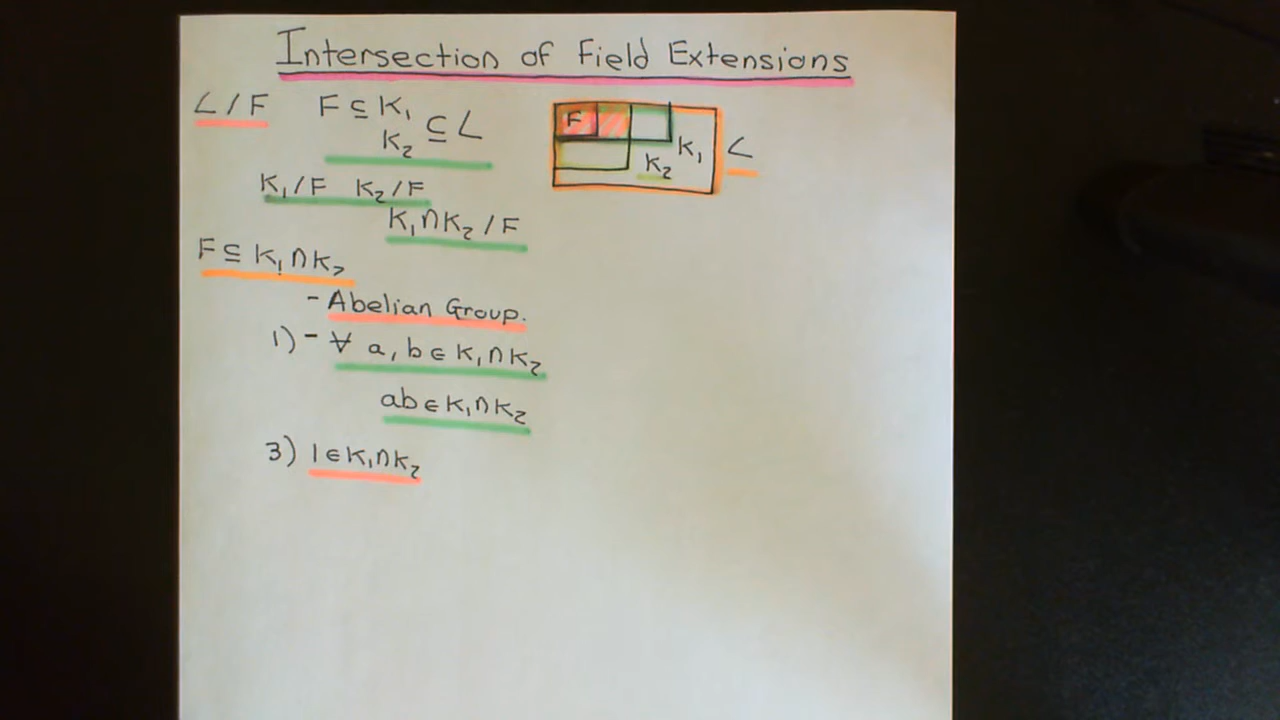 Intersection of Field Extensions
L/F F ⊆ K₁
K₂ ⊆ L
K₁/F K₂/F
K₁∩K₂/F
F ⊆ K₁∩K₂
- Abelian Group.
1) - ∀ a, b ∈ K₁∩K₂
ab ∈ K₁∩K₂
3) 1 ∈ K₁∩K₂
F
K₁
K₂
L